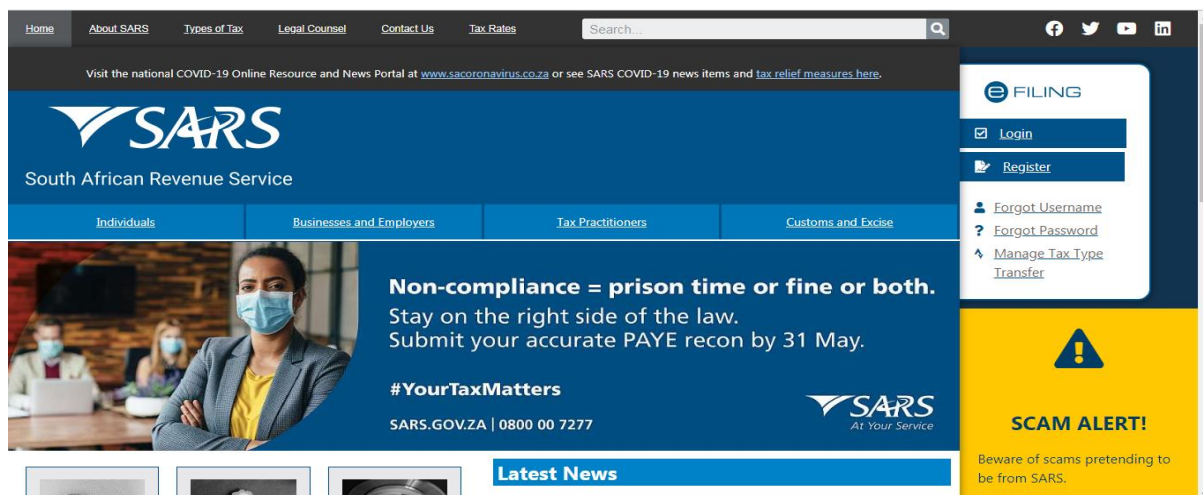 Home About SARS Types of Tax Legal Counsel Contact Us Tax Rates Search...
Visit the national COVID-19 Online Resource and News Portal at www.sacoronavirus.co.za or see SARS COVID-19 news items and tax relief measures here.
SARS
South African Revenue Service
Individuals Businesses and Employers Tax Practitioners Customs and Excise
Non-compliance = prison time or fine or both.
Stay on the right side of the law.
Submit your accurate PAYE recon by 31 May.
#YourTaxMatters
SARS.GOV.ZA | 0800 00 7277
SARS
At Your Service
Latest News
e FILING
Login
Register
Forgot Username
? Forgot Password
Manage Tax Type
Transfer
SCAM ALERT!
Beware of scams pretending to
be from SARS.